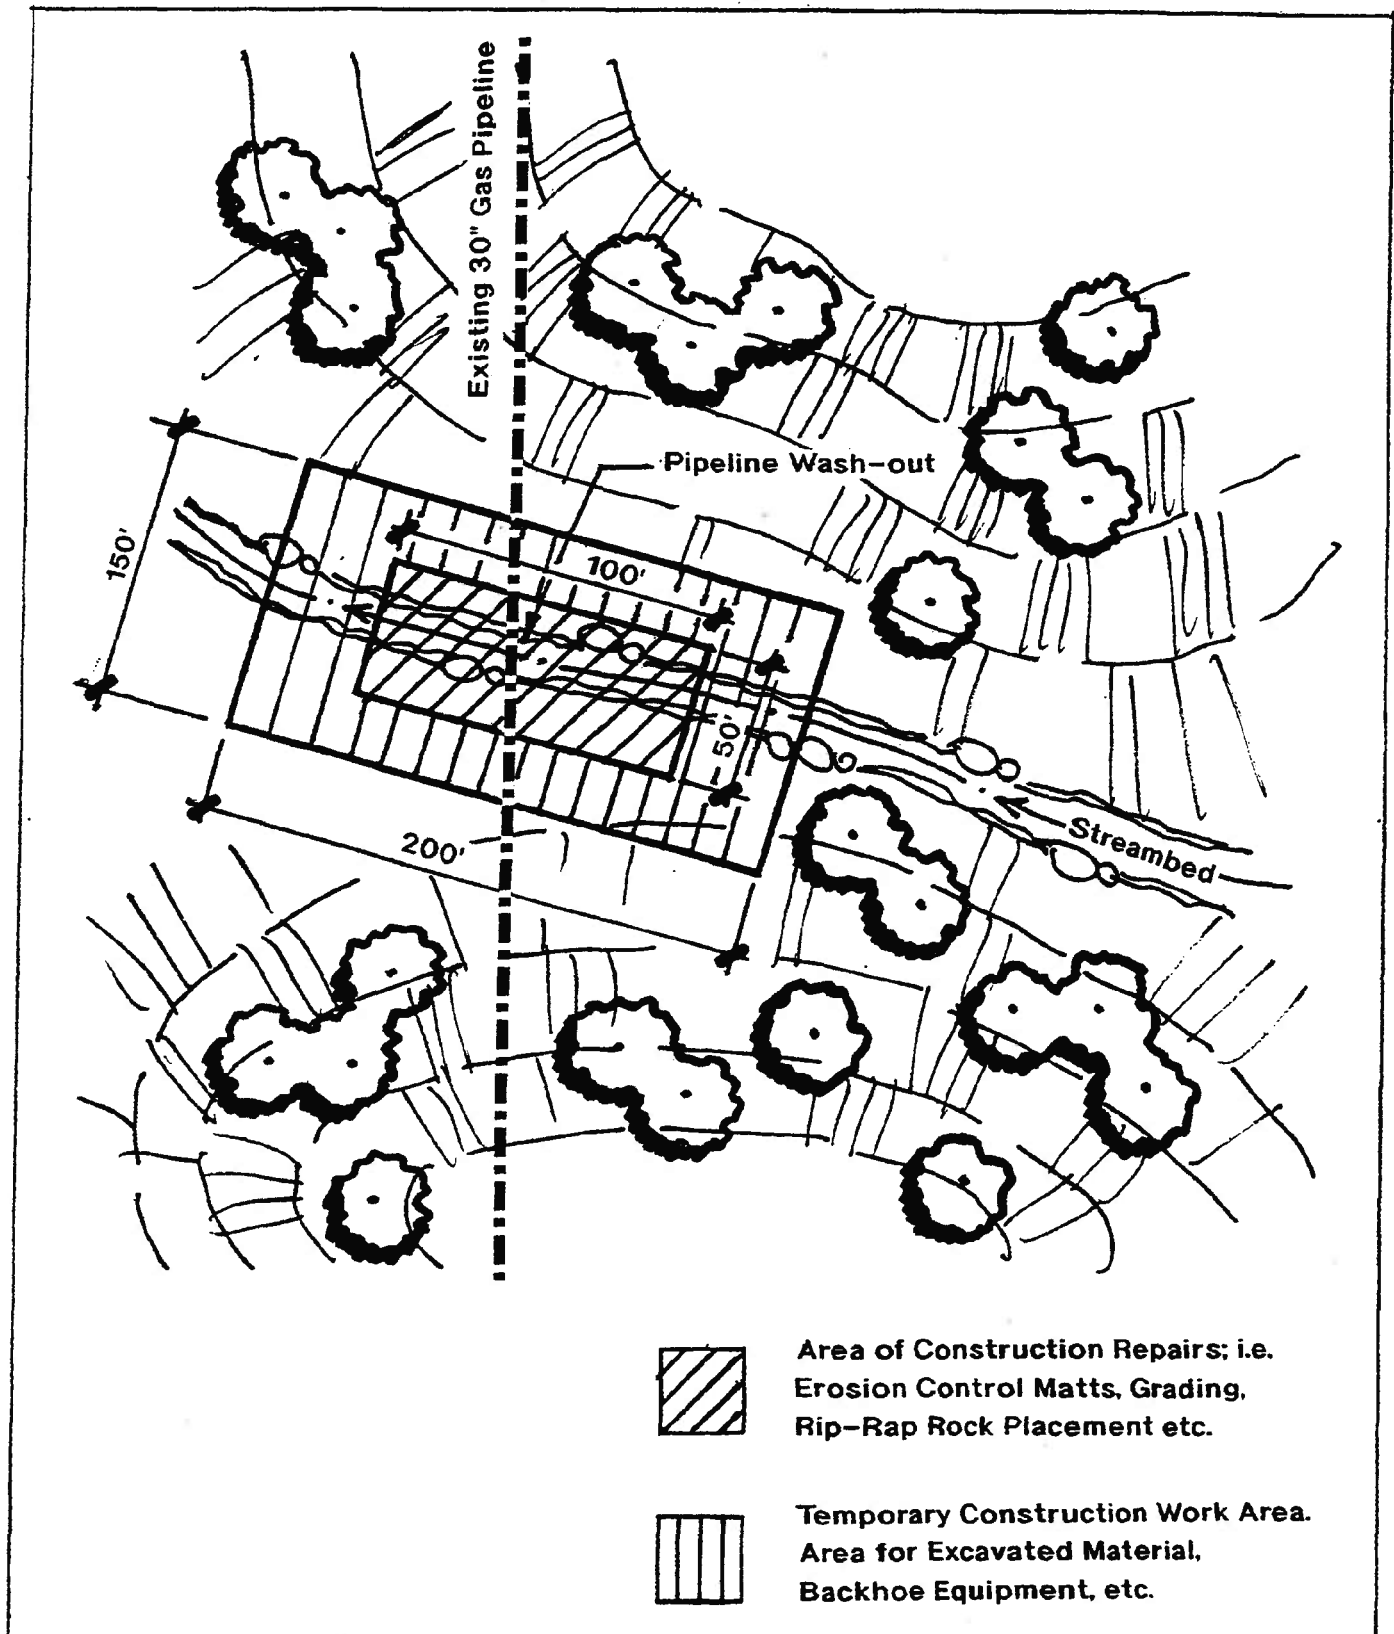 Existing 30" Gas Pipeline
Pipeline Wash-out
150'
100'
50'
200'
Streambed
Area of Construction Repairs; i.e.
Erosion Control Matts, Grading,
Rip-Rap Rock Placement etc.
Temporary Construction Work Area.
Area for Excavated Material,
Backhoe Equipment, etc.